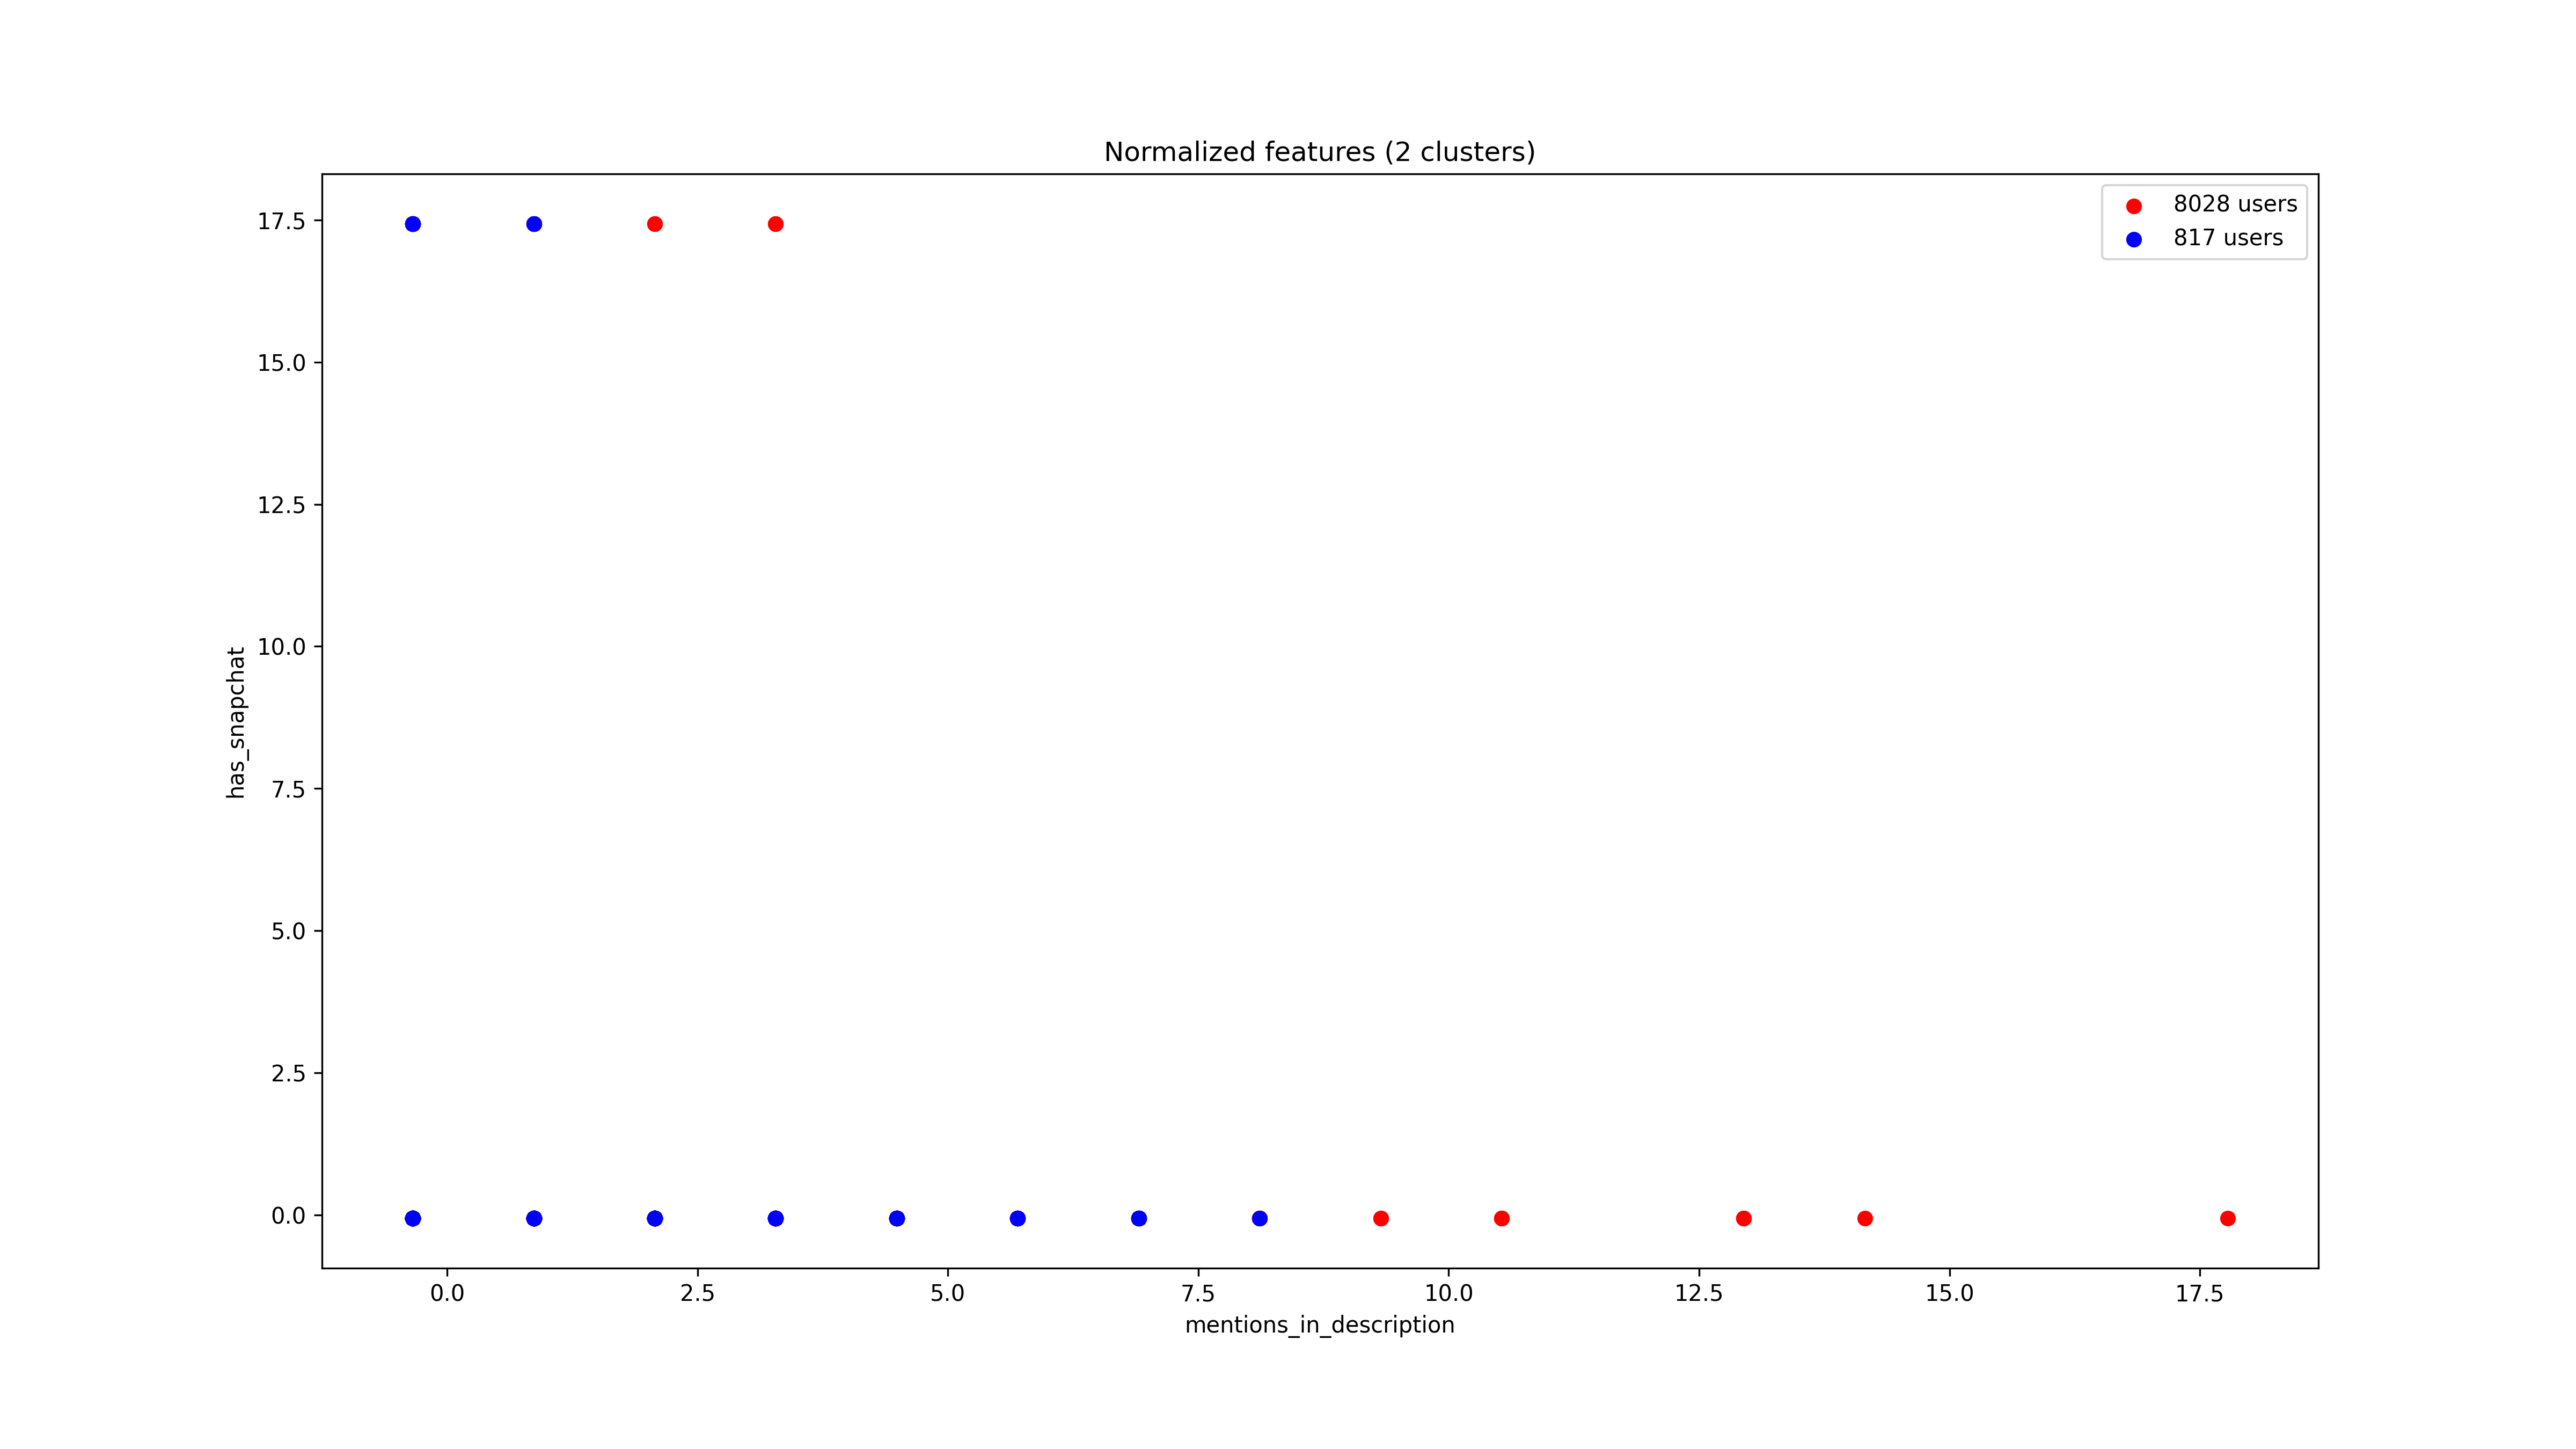 Normalized features (2 clusters)
8028 users
817 users
17.5
15.0
12.5
10.0
7.5
5.0
2.5
0.0
has_snapchat
0.0 2.5 5.0 7.5 10.0 12.5 15.0 17.5
mentions_in_description